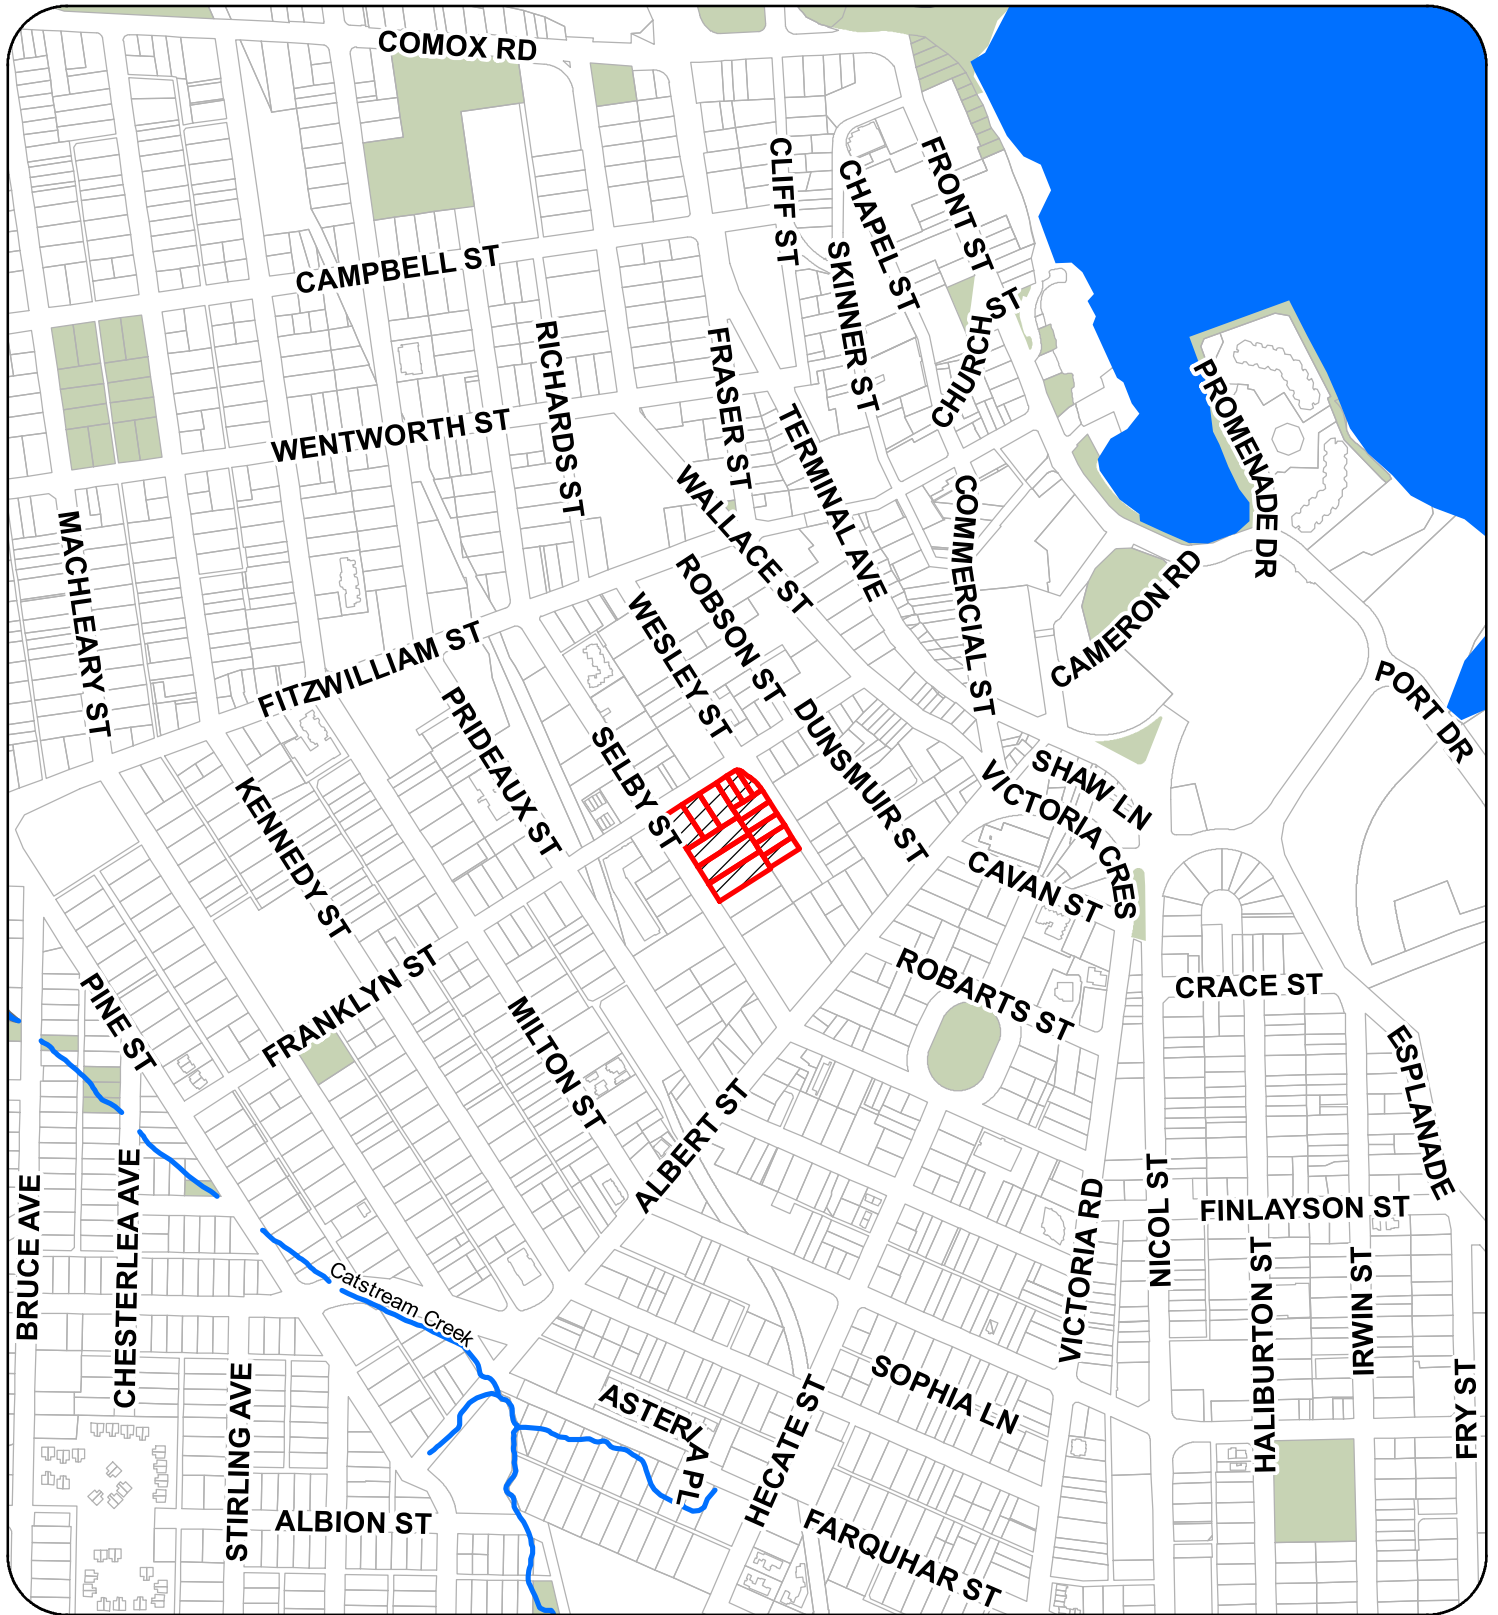 COMOX RD
CLIFF ST
CHAPEL ST
FRONT ST
SKINNER ST
CAMPBELL ST
CHURCH ST
RICHARDS ST
FRASER ST
PROMENADE DR
WENTWORTH ST
TERMINAL AVE
WALLACE ST
COMMERCIAL ST
MACHLEARY ST
ROBSON ST
CAMERON RD
WESLEY ST
FITZWILLIAM ST
PORT DR
PRIDEAUX ST
DUNSMUIR ST
SELBY ST
SHAW LN
VICTORIA CRES
KENNEDY ST
CAVAN ST
ROBARTS ST
FRANKLYN ST
PINE ST
CRACE ST
MILTON ST
ESPLANADE
ALBERT ST
BRUCE AVE
CHESTERLEA AVE
VICTORIA RD
NICOL ST
FINLAYSON ST
HALIBURTON ST
IRWIN ST
Catstream Creek
STIRLING AVE
ASTERIA PL
HECATE ST
SOPHIA LN
FRY ST
ALBION ST
FARQUHAR ST